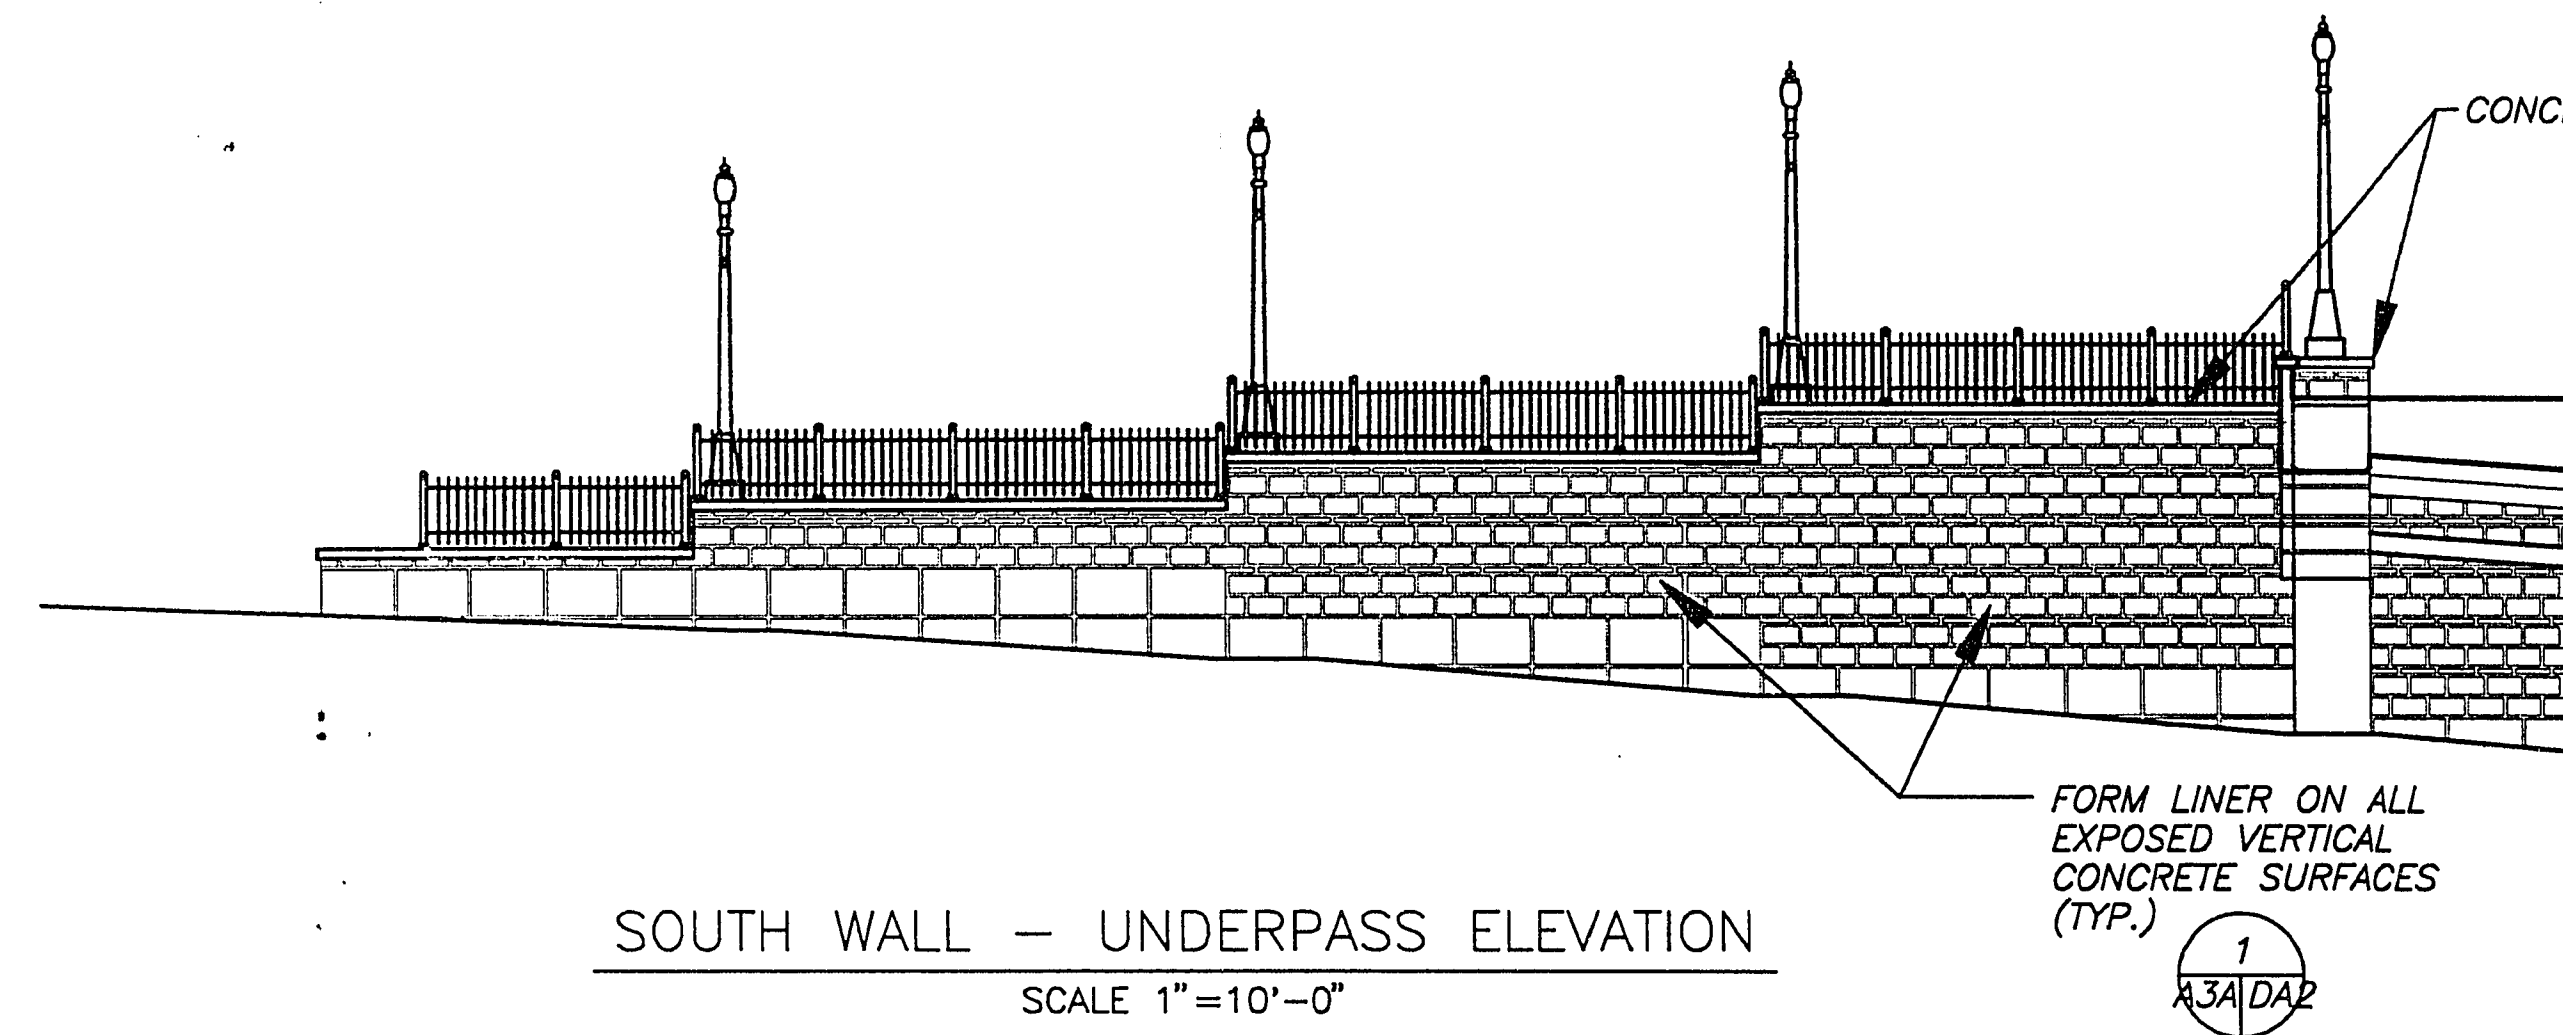 FORM LINER ON ALL
EXPOSED VERTICAL
CONCRETE SURFACES
(TYP.)
1
A3A DA2
SOUTH WALL – UNDERPASS ELEVATION
SCALE 1"=10'-0"